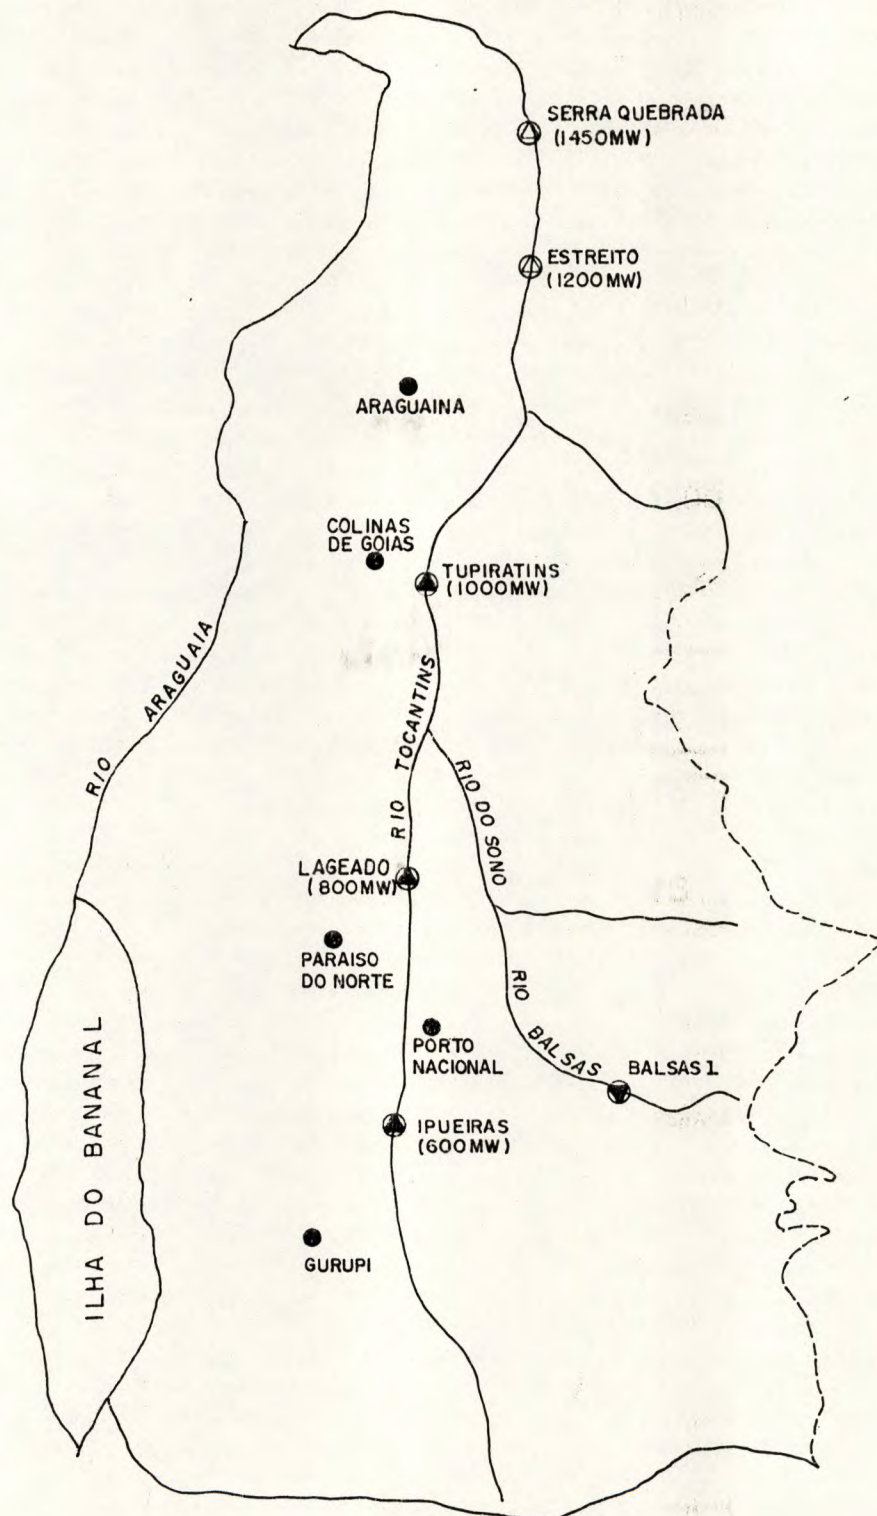 SERRA QUEBRADA
(1450MW)
ESTREITO
(1200MW)
ARAGUAINA
COLINAS
DE GOIAS
TUPIRATINS
(1000MW)
RIO ARAGUAIA
RIO TOCANTINS
RIO DO SONO
LAGEADO
(800MW)
PARAISO
DO NORTE
RIO BALSAS
PORTO
NACIONAL
BALSAS 1
IPUEIRAS
(600MW)
ILHA DO BANANAL
GURUPI